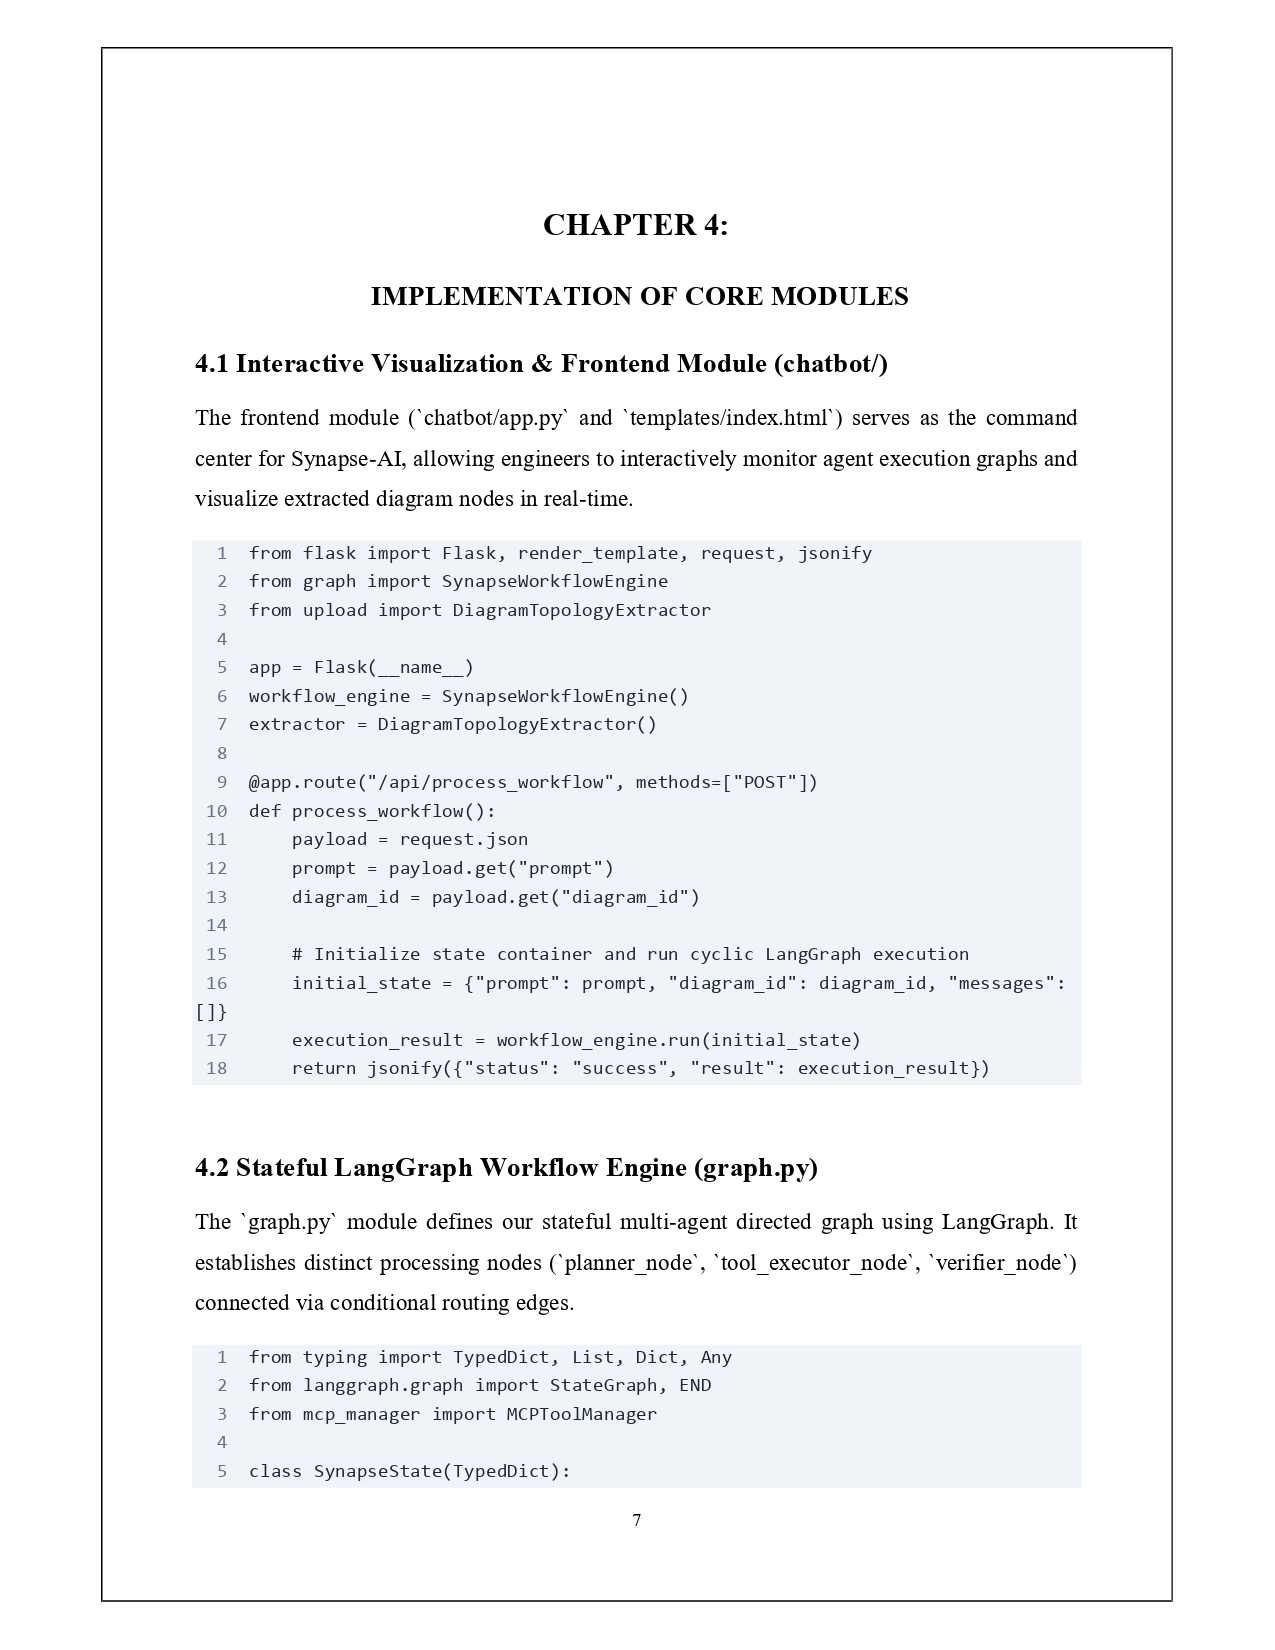 CHAPTER 4:
IMPLEMENTATION OF CORE MODULES
4.1 Interactive Visualization & Frontend Module (chatbot/)
The frontend module (`chatbot/app.py` and `templates/index.html`) serves as the command
center for Synapse-AI, allowing engineers to interactively monitor agent execution graphs and
visualize extracted diagram nodes in real-time.
1  from flask import Flask, render_template, request, jsonify
2  from graph import SynapseWorkflowEngine
3  from upload import DiagramTopologyExtractor
4
5  app = Flask(__name__)
6  workflow_engine = SynapseWorkflowEngine()
7  extractor = DiagramTopologyExtractor()
8
9  @app.route("/api/process_workflow", methods=["POST"])
10  def process_workflow():
11      payload = request.json
12      prompt = payload.get("prompt")
13      diagram_id = payload.get("diagram_id")
14
15      # Initialize state container and run cyclic LangGraph execution
16      initial_state = {"prompt": prompt, "diagram_id": diagram_id, "messages":
[]}
17      execution_result = workflow_engine.run(initial_state)
18      return jsonify({"status": "success", "result": execution_result})
4.2 Stateful LangGraph Workflow Engine (graph.py)
The `graph.py` module defines our stateful multi-agent directed graph using LangGraph. It
establishes distinct processing nodes (`planner_node`, `tool_executor_node`, `verifier_node`)
connected via conditional routing edges.
1  from typing import TypedDict, List, Dict, Any
2  from langgraph.graph import StateGraph, END
3  from mcp_manager import MCPToolManager
4
5  class SynapseState(TypedDict):
7